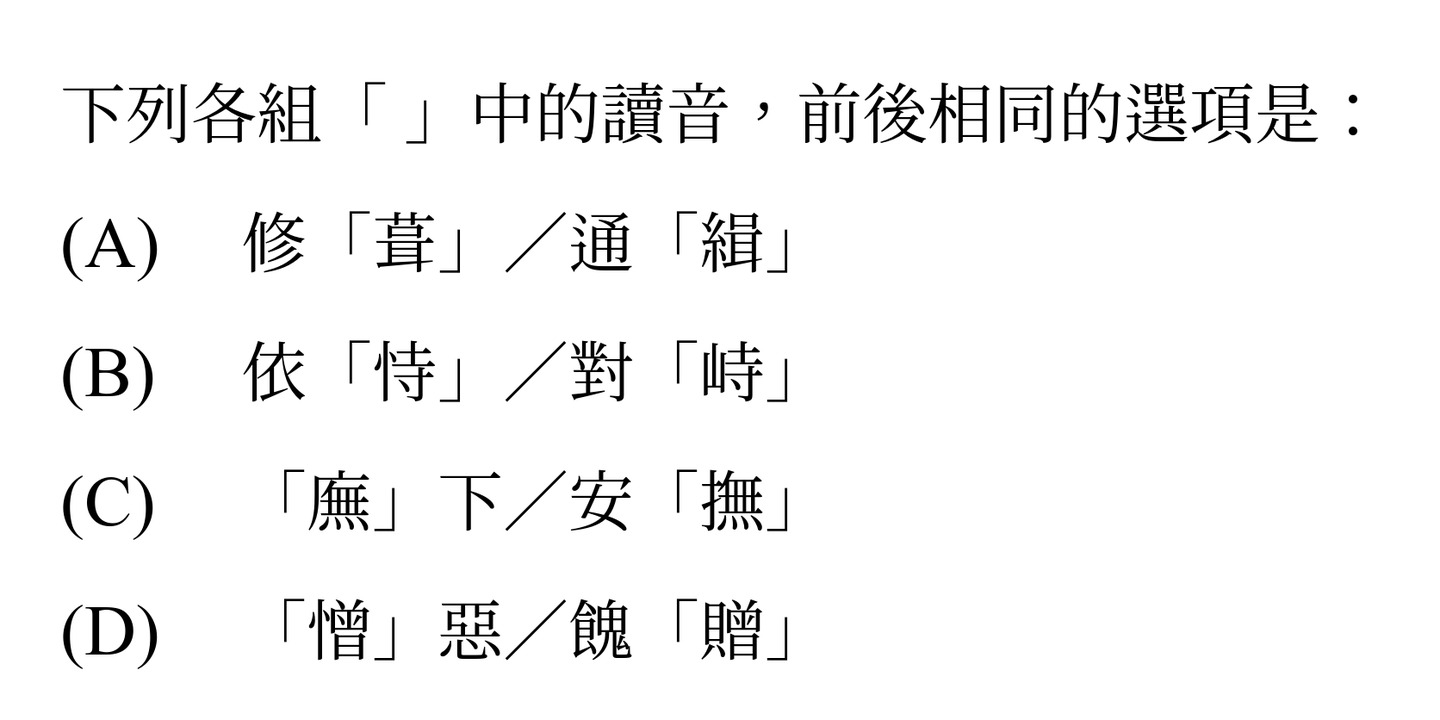 下列各組「 」中的讀音，前後相同的選項是：
(A) 修「葺」／通「緝」
(B) 依「恃」／對「峙」
(C) 「廡」下／安「撫」
(D) 「憎」惡／餽「贈」